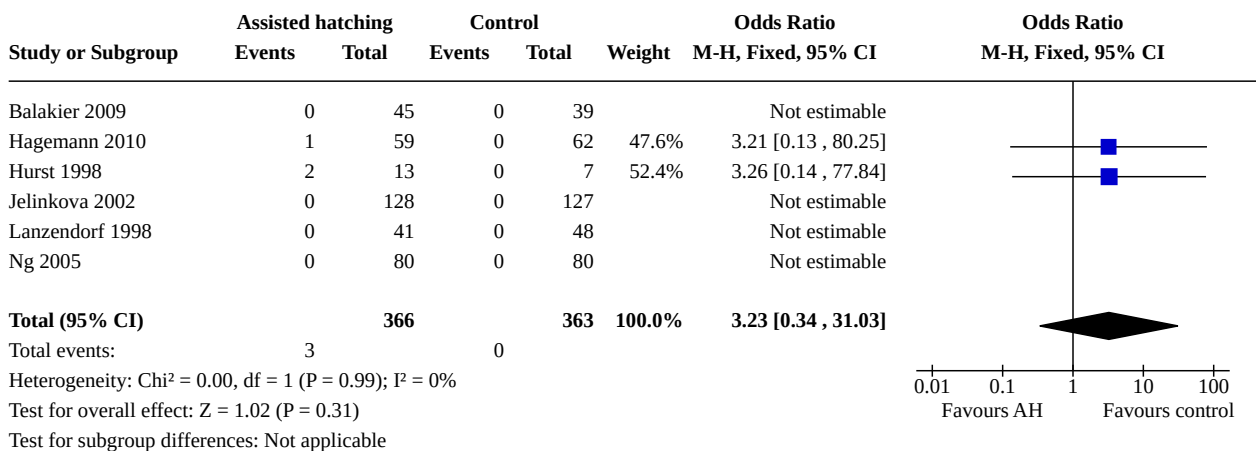 Assisted hatching Control Odds Ratio Odds Ratio
Study or Subgroup Events Total Events Total Weight M-H, Fixed, 95% CI M-H, Fixed, 95% CI
Balakier 2009 0 45 0 39 Not estimable
Hagemann 2010 1 59 0 62 47.6% 3.21 [0.13 , 80.25]
Hurst 1998 2 13 0 7 52.4% 3.26 [0.14 , 77.84]
Jelinkova 2002 0 128 0 127 Not estimable
Lanzendorf 1998 0 41 0 48 Not estimable
Ng 2005 0 80 0 80 Not estimable
Total (95% CI) 366 363 100.0% 3.23 [0.34 , 31.03]
Total events: 3 0
Heterogeneity: Chi² = 0.00, df = 1 (P = 0.99); I² = 0%
Test for overall effect: Z = 1.02 (P = 0.31)
Test for subgroup differences: Not applicable
0.01 0.1 1 10 100
Favours AH Favours control